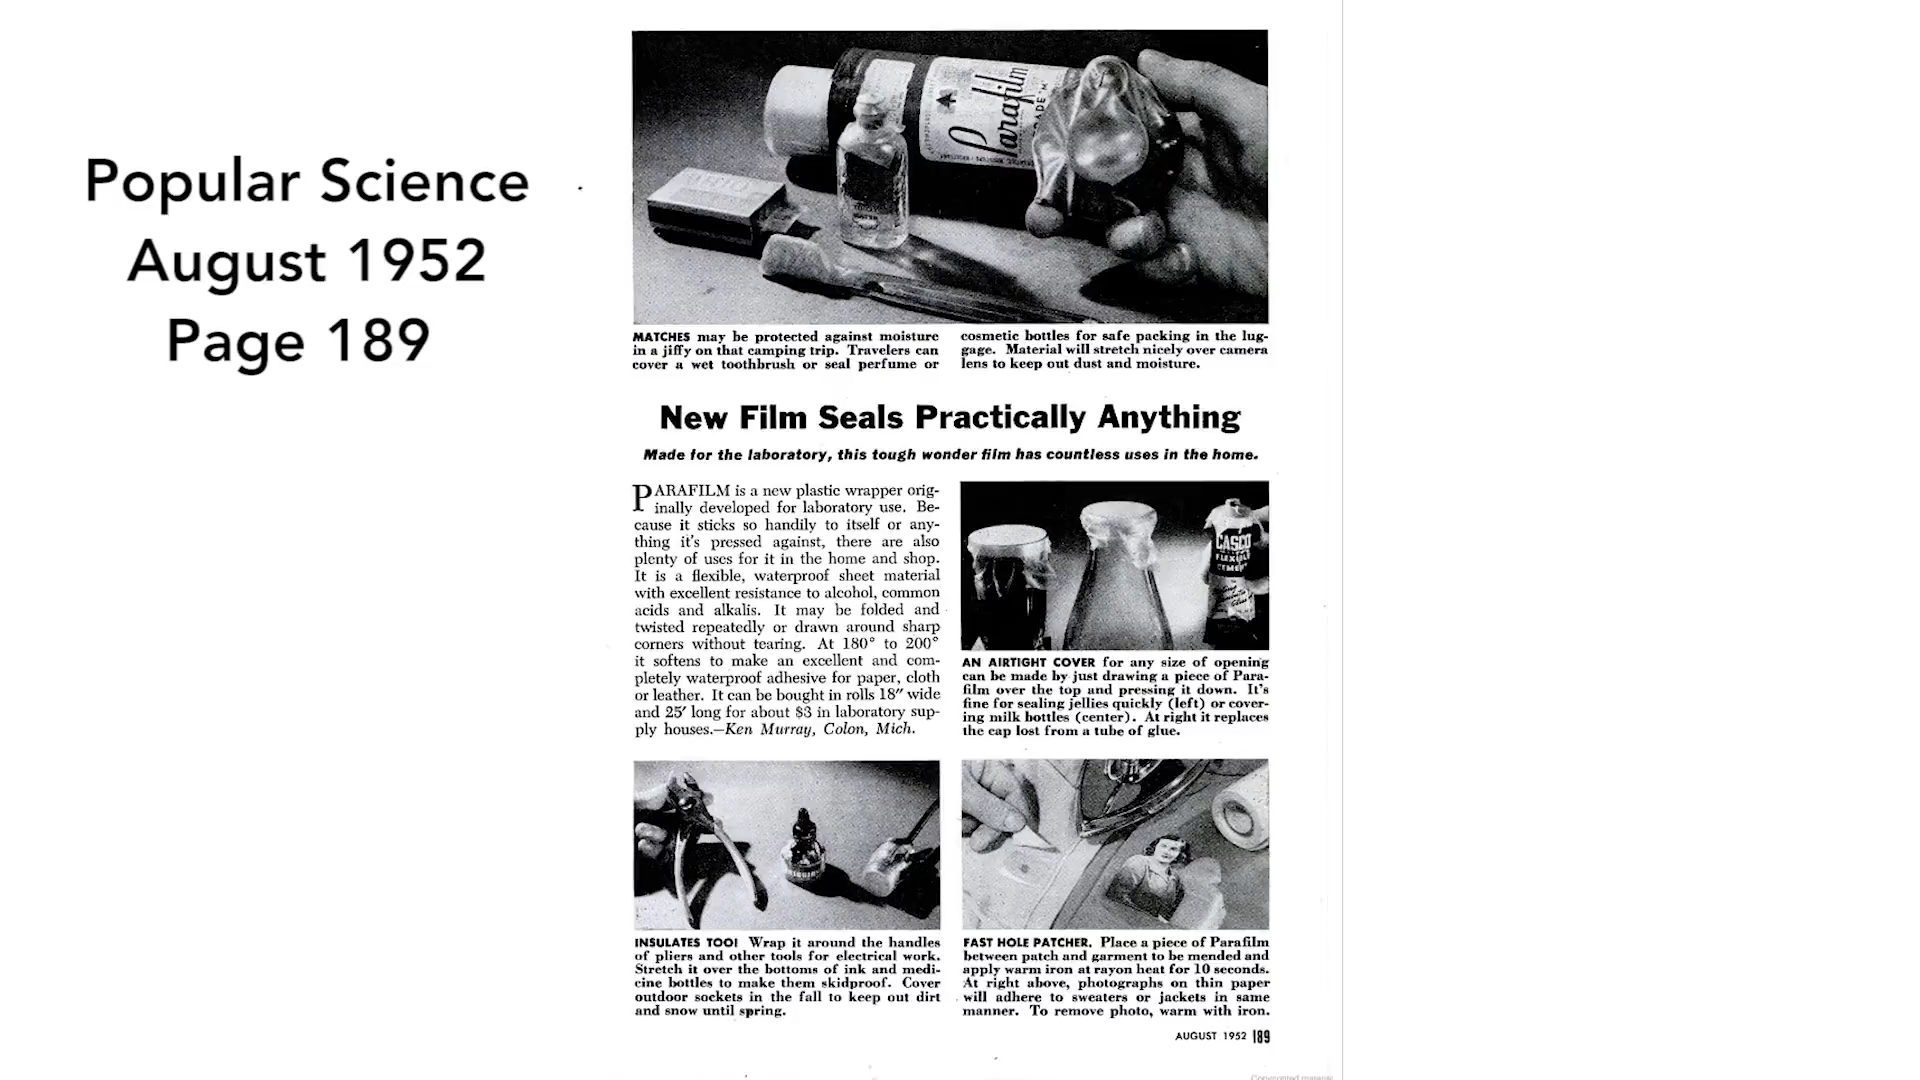 Popular Science
August 1952
Page 189
Parafilm
MATCHES may be protected against moisture
in a jiffy on that camping trip. Travelers can
cover a wet toothbrush or seal perfume or
cosmetic bottles for safe packing in the lug-
gage. Material will stretch nicely over camera
lens to keep out dust and moisture.
New Film Seals Practically Anything
Made for the laboratory, this tough wonder film has countless uses in the home.
PARAFILM is a new plastic wrapper orig-
inally developed for laboratory use. Be-
cause it sticks so handily to itself or any-
thing it's pressed against, there are also
plenty of uses for it in the home and shop.
It is a flexible, waterproof sheet material
with excellent resistance to alcohol, common
acids and alkalis. It may be folded and
twisted repeatedly or drawn around sharp
corners without tearing. At 180° to 200°
it softens to make an excellent and com-
pletely waterproof adhesive for paper, cloth
or leather. It can be bought in rolls 18″ wide
and 25′ long for about $3 in laboratory sup-
ply houses.—Ken Murray, Colon, Mich.
CASCO
FLEXIBLE
CEMENT
AN AIRTIGHT COVER for any size of opening
can be made by just drawing a piece of Para-
film over the top and pressing it down. It's
fine for sealing jellies quickly (left) or cover-
ing milk bottles (center). At right it replaces
the cap lost from a tube of glue.
INSULATES TOO! Wrap it around the handles
of pliers and other tools for electrical work.
Stretch it over the bottoms of ink and medi-
cine bottles to make them skidproof. Cover
outdoor sockets in the fall to keep out dirt
and snow until spring.
FAST HOLE PATCHER. Place a piece of Parafilm
between patch and garment to be mended and
apply warm iron at rayon heat for 10 seconds.
At right above, photographs on thin paper
will adhere to sweaters or jackets in same
manner. To remove photo, warm with iron.
AUGUST 1952 189
Copyrighted material